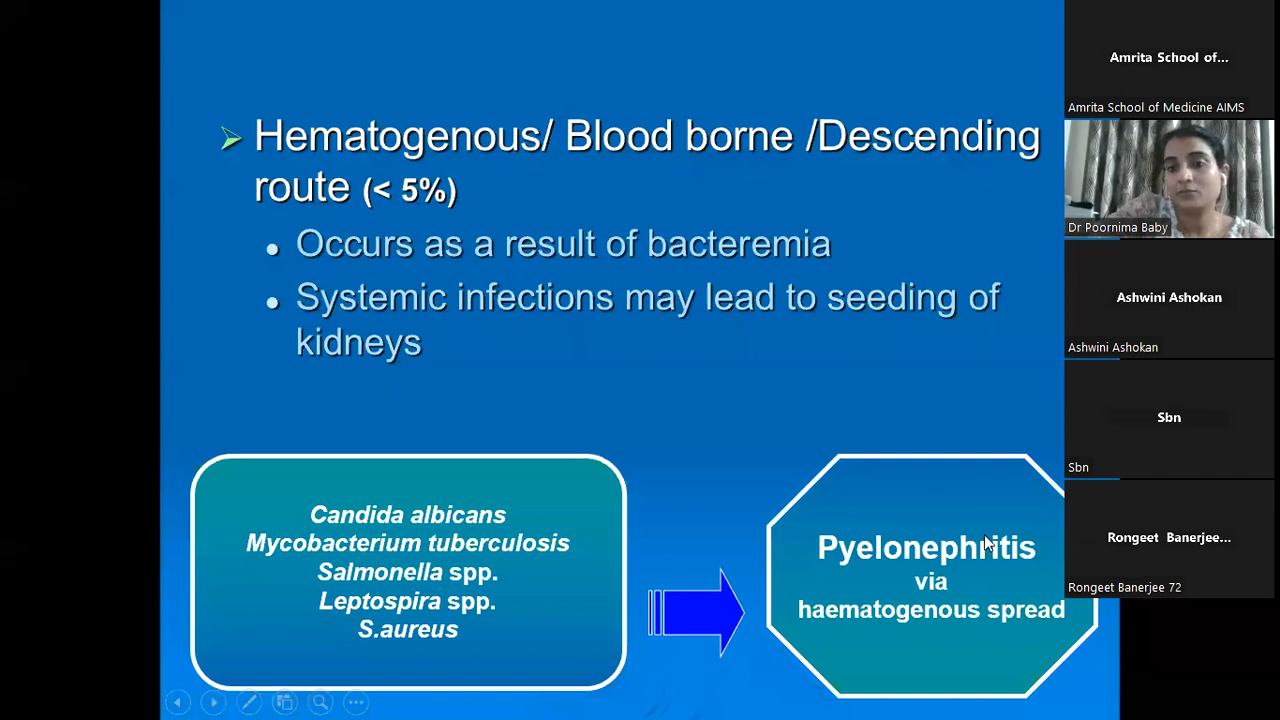 Hematogenous/ Blood borne /Descending
route (< 5%)
Occurs as a result of bacteremia
Systemic infections may lead to seeding of
kidneys
Candida albicans
Mycobacterium tuberculosis
Salmonella spp.
Leptospira spp.
S.aureus
Pyelonephritis
via
haematogenous spread
Amrita School of...
Amrita School of Medicine AIMS
Dr Poornima Baby
Ashwini Ashokan
Ashwini Ashokan
Sbn
Sbn
Rongeet Banerjee...
Rongeet Banerjee 72